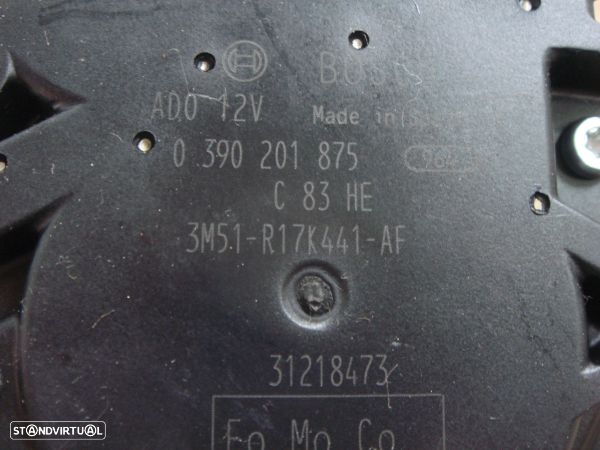 BOSCH
AD0 12V Made in
0 390 201 875
C 83 HE
3M51-R17K441-AF
31218473
Fo Mo Co
STANDVIRTUAL